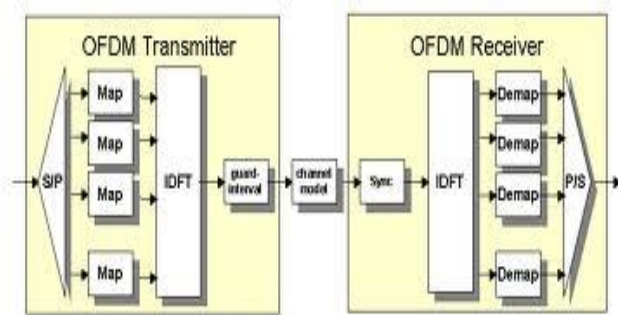 OFDM Transmitter
S/P
Map
Map
Map
Map
IDFT
guard-
interval
channel
model
OFDM Receiver
Sync
IDFT
Demap
Demap
Demap
Demap
P/S